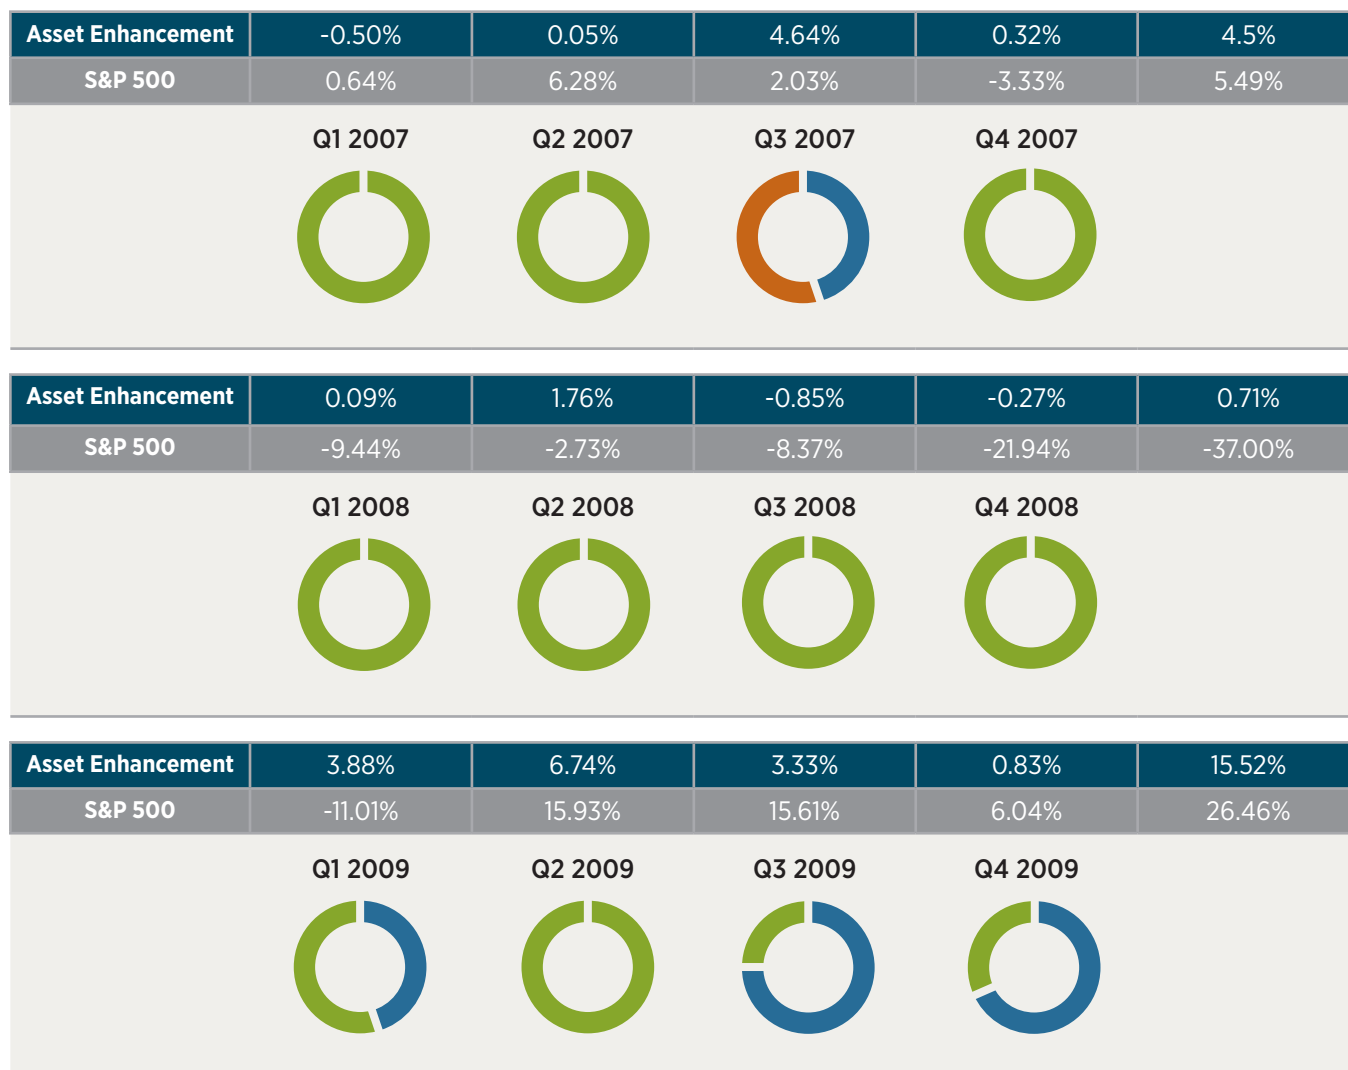 Asset Enhancement -0.50% 0.05% 4.64% 0.32% 4.5%
S&P 500 0.64% 6.28% 2.03% -3.33% 5.49%
Q1 2007 Q2 2007 Q3 2007 Q4 2007
Asset Enhancement 0.09% 1.76% -0.85% -0.27% 0.71%
S&P 500 -9.44% -2.73% -8.37% -21.94% -37.00%
Q1 2008 Q2 2008 Q3 2008 Q4 2008
Asset Enhancement 3.88% 6.74% 3.33% 0.83% 15.52%
S&P 500 -11.01% 15.93% 15.61% 6.04% 26.46%
Q1 2009 Q2 2009 Q3 2009 Q4 2009